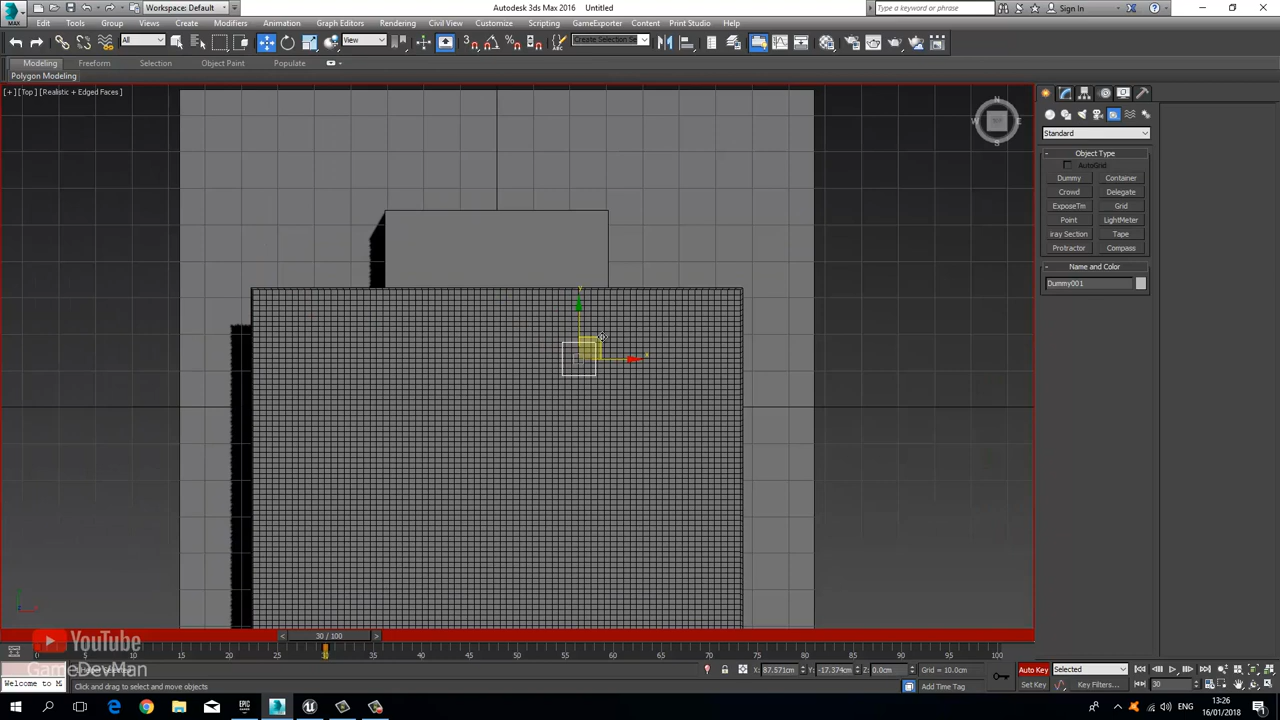 Workspace: Default
Autodesk 3ds Max 2016 Untitled
Type a keyword or phrase
Sign In
MAX
Edit Tools Group Views Create Modifiers Animation Graph Editors Rendering Civil View Customize Scripting GameExporter Content Print Studio Help
All
View
Create Selection Se
Modeling Freeform Object Paint Populate
Polygon Modeling
[+] [Top] [Realistic + Edged Faces]
N
W
E
S
Standard
Object Type
AutoGrid
Dummy Container
Crowd Delegate
ExposeTm Grid
Point LightMeter
iray Section Tape
Protractor Compass
Name and Color
Dummy001
y
x
30 / 100
0 5 10 15 20 25 30 35 40 45 50 55 60 65 70 75 80 85 90 95 100
YouTube
GameDevMan
X: 87.571cm Y: -17.374cm Z: 0.0cm Grid = 10.0cm
Auto Key Selected
Welcome to M
Click and drag to select and move objects
Add Time Tag
Set Key Key Filters... 30
EPIC
13:26
16/01/2018